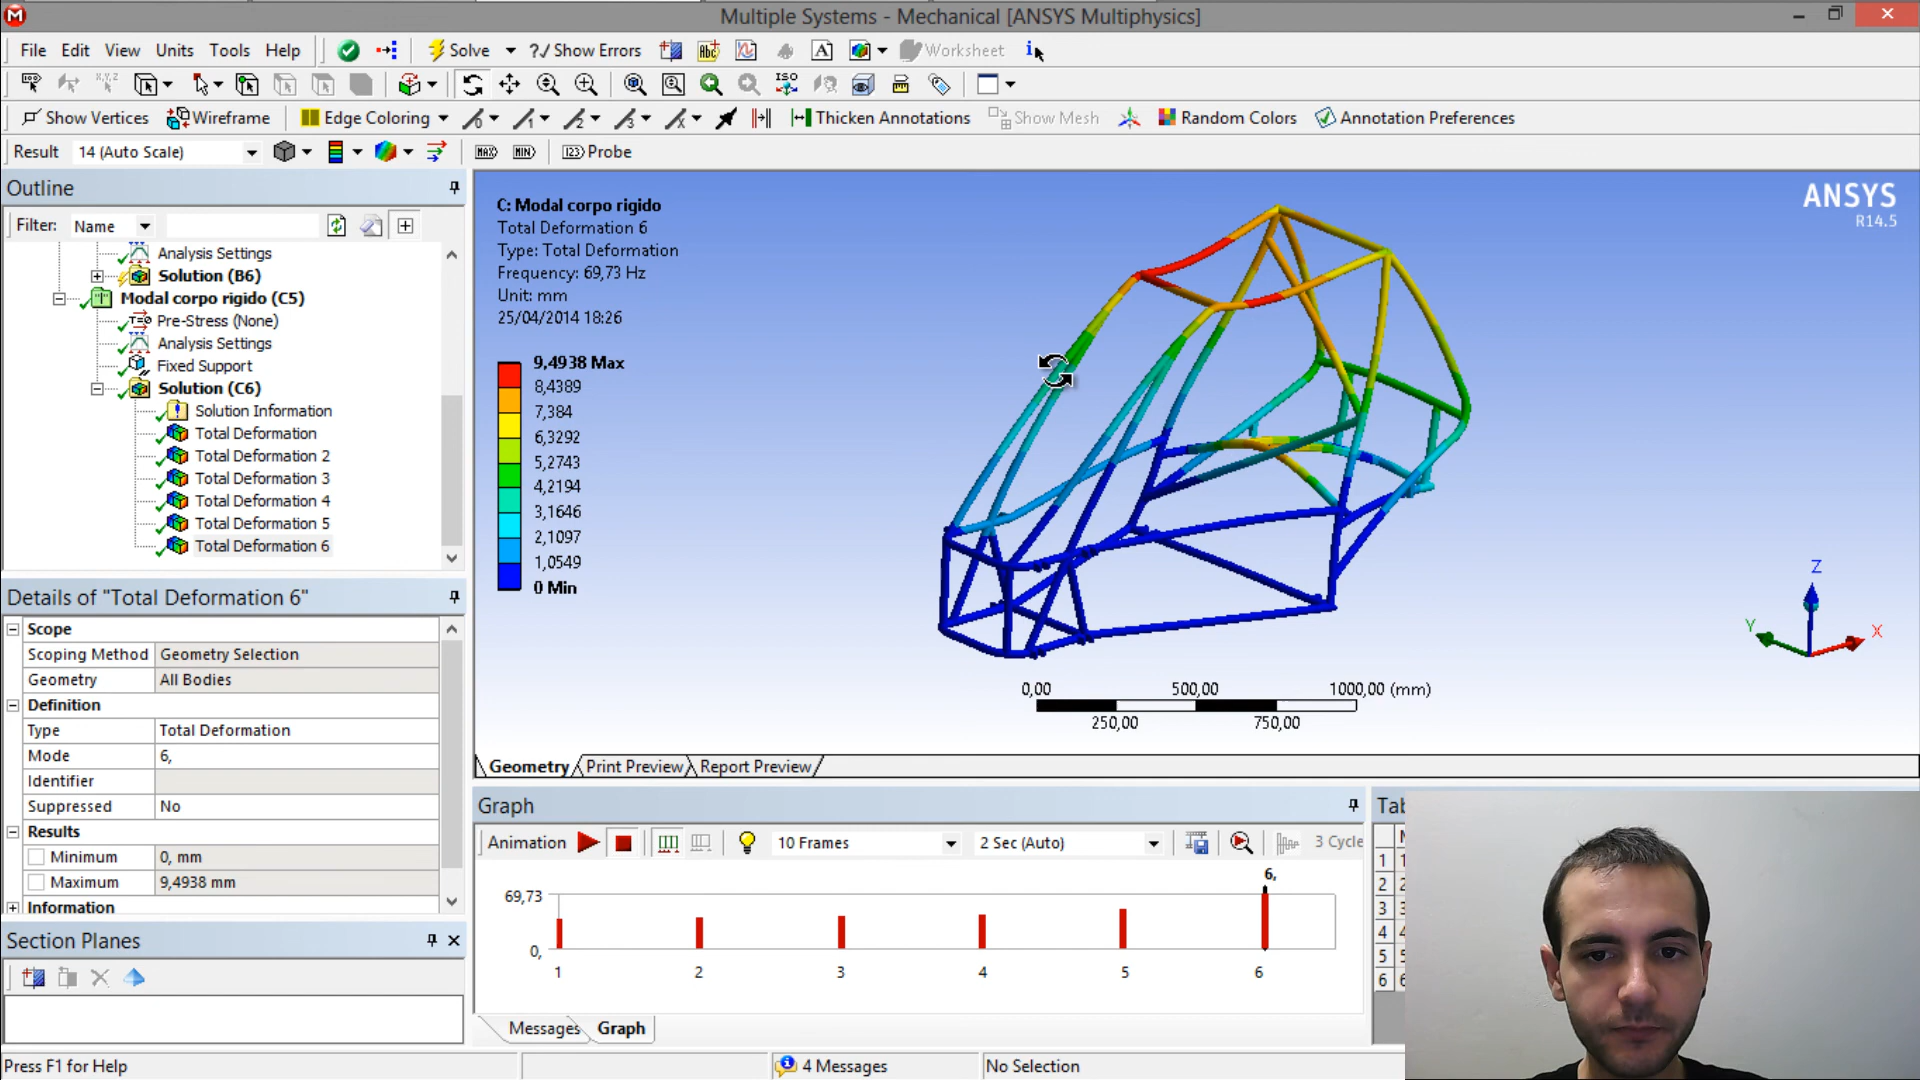 Multiple Systems - Mechanical [ANSYS Multiphysics]
File Edit View Units Tools Help Solve ?/ Show Errors Worksheet
Show Vertices Wireframe Edge Coloring Thicken Annotations Show Mesh Random Colors Annotation Preferences
Result 14 (Auto Scale) MAX MIN Probe
Outline
Filter: Name
Analysis Settings
Solution (B6)
Modal corpo rigido (C5)
Pre-Stress (None)
Analysis Settings
Fixed Support
Solution (C6)
Solution Information
Total Deformation
Total Deformation 2
Total Deformation 3
Total Deformation 4
Total Deformation 5
Total Deformation 6
Details of "Total Deformation 6"
Scope
Scoping Method Geometry Selection
Geometry All Bodies
Definition
Type Total Deformation
Mode 6,
Identifier
Suppressed No
Results
Minimum 0, mm
Maximum 9,4938 mm
Information
Section Planes
C: Modal corpo rigido
Total Deformation 6
Type: Total Deformation
Frequency: 69,73 Hz
Unit: mm
25/04/2014 18:26
9,4938 Max
8,4389
7,384
6,3292
5,2743
4,2194
3,1646
2,1097
1,0549
0 Min
ANSYS
R14.5
Z
Y
X
0,00 500,00 1000,00 (mm)
250,00 750,00
Geometry Print Preview Report Preview
Graph
Animation 10 Frames 2 Sec (Auto) 3 Cycle
6,
69,73
0,
1 2 3 4 5 6
Messages Graph
1
2
3
4
5
6
Press F1 for Help 4 Messages No Selection